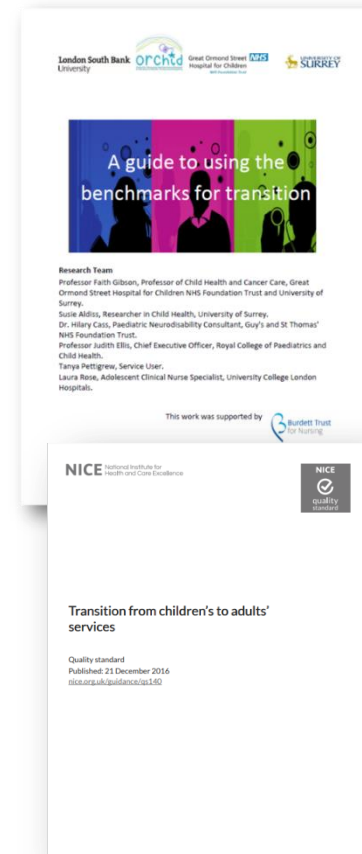 London South Bank
University
orchid
Great Ormond Street NHS
Hospital for Children
NHS Foundation Trust
UNIVERSITY OF
SURREY
A guide to using the
benchmarks for transition
Research Team
Professor Faith Gibson, Professor of Child Health and Cancer Care, Great
Ormond Street Hospital for Children NHS Foundation Trust and University of
Surrey.
Susie Aldiss, Researcher in Child Health, University of Surrey.
Dr. Hilary Cass, Paediatric Neurodisability Consultant, Guy's and St Thomas'
NHS Foundation Trust.
Professor Judith Ellis, Chief Executive Officer, Royal College of Paediatrics and
Child Health.
Tanya Pettigrew, Service User.
Laura Rose, Adolescent Clinical Nurse Specialist, University College London
Hospitals.
This work was supported by
Burdett Trust
for Nursing
NICE National Institute for
Health and Care Excellence
NICE
quality
standard
Transition from children's to adults'
services
Quality standard
Published: 21 December 2016
nice.org.uk/guidance/qs140